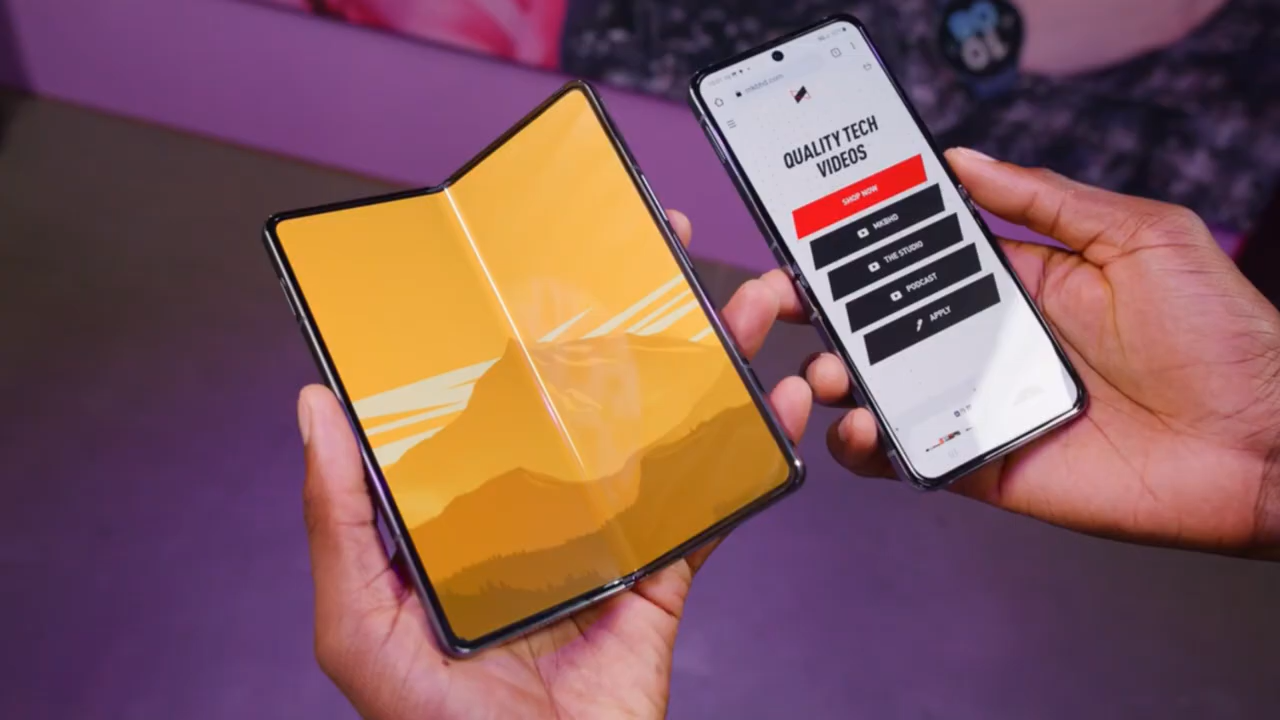 mkbhd.com
QUALITY TECH
VIDEOS
SHOP NOW
MKBHD
THE STUDIO
PODCAST
APPLY